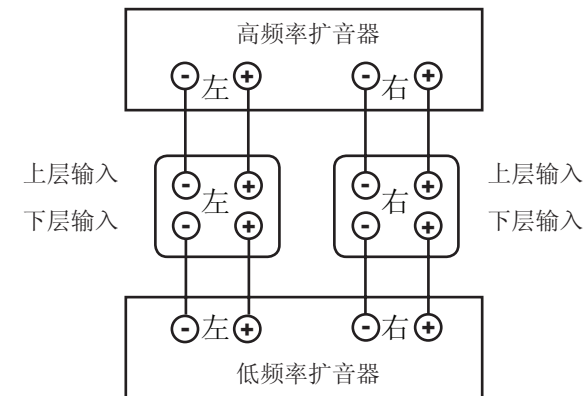 高频率扩音器
- 左 + - 右 +
上层输入 - + - + 上层输入
左 右
下层输入 - + - + 下层输入
- 左 + - 右 +
低频率扩音器